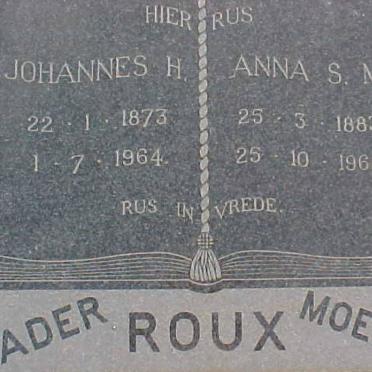 HIER RUS
JOHANNES H. ANNA S. M
22 · 1 · 1873 25 · 3 · 1883
1 · 7 · 1964. 25 · 10 · 196
RUS IN VREDE.
ADER ROUX MOE